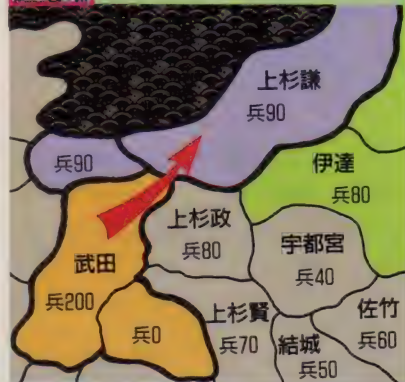 上杉謙
兵90
兵90
伊達
兵80
上杉政
兵80
宇都宮
兵40
武田
兵200
兵0
上杉賢
兵70
結城
兵50
佐竹
兵60